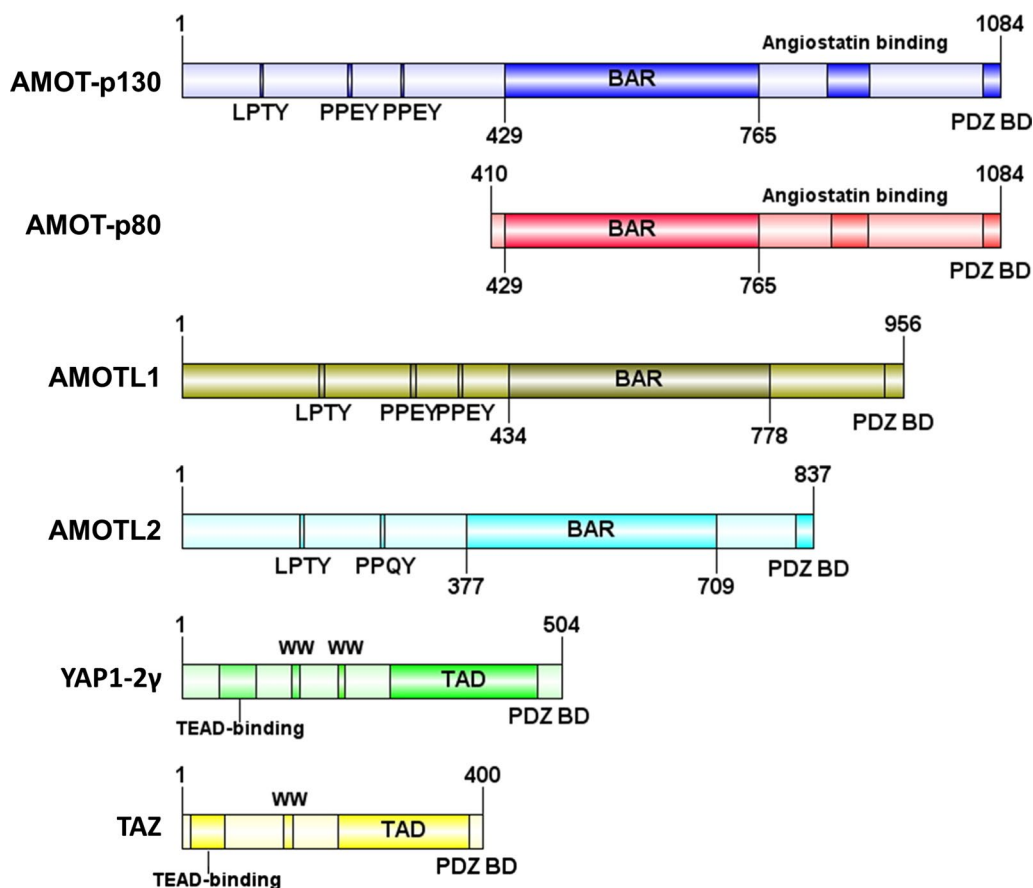 1 1084
Angiostatin binding
AMOT-p130 BAR
LPTY PPEY PPEY PDZ BD
429 765
410 1084
Angiostatin binding
AMOT-p80 BAR
PDZ BD
429 765
1 956
AMOTL1 BAR
LPTY PPEY PPEY PDZ BD
434 778
1 837
AMOTL2 BAR
LPTY PPQY PDZ BD
377 709
1 504
WW WW
YAP1-2γ TAD
PDZ BD
TEAD-binding
1 400
WW
TAZ TAD
PDZ BD
TEAD-binding